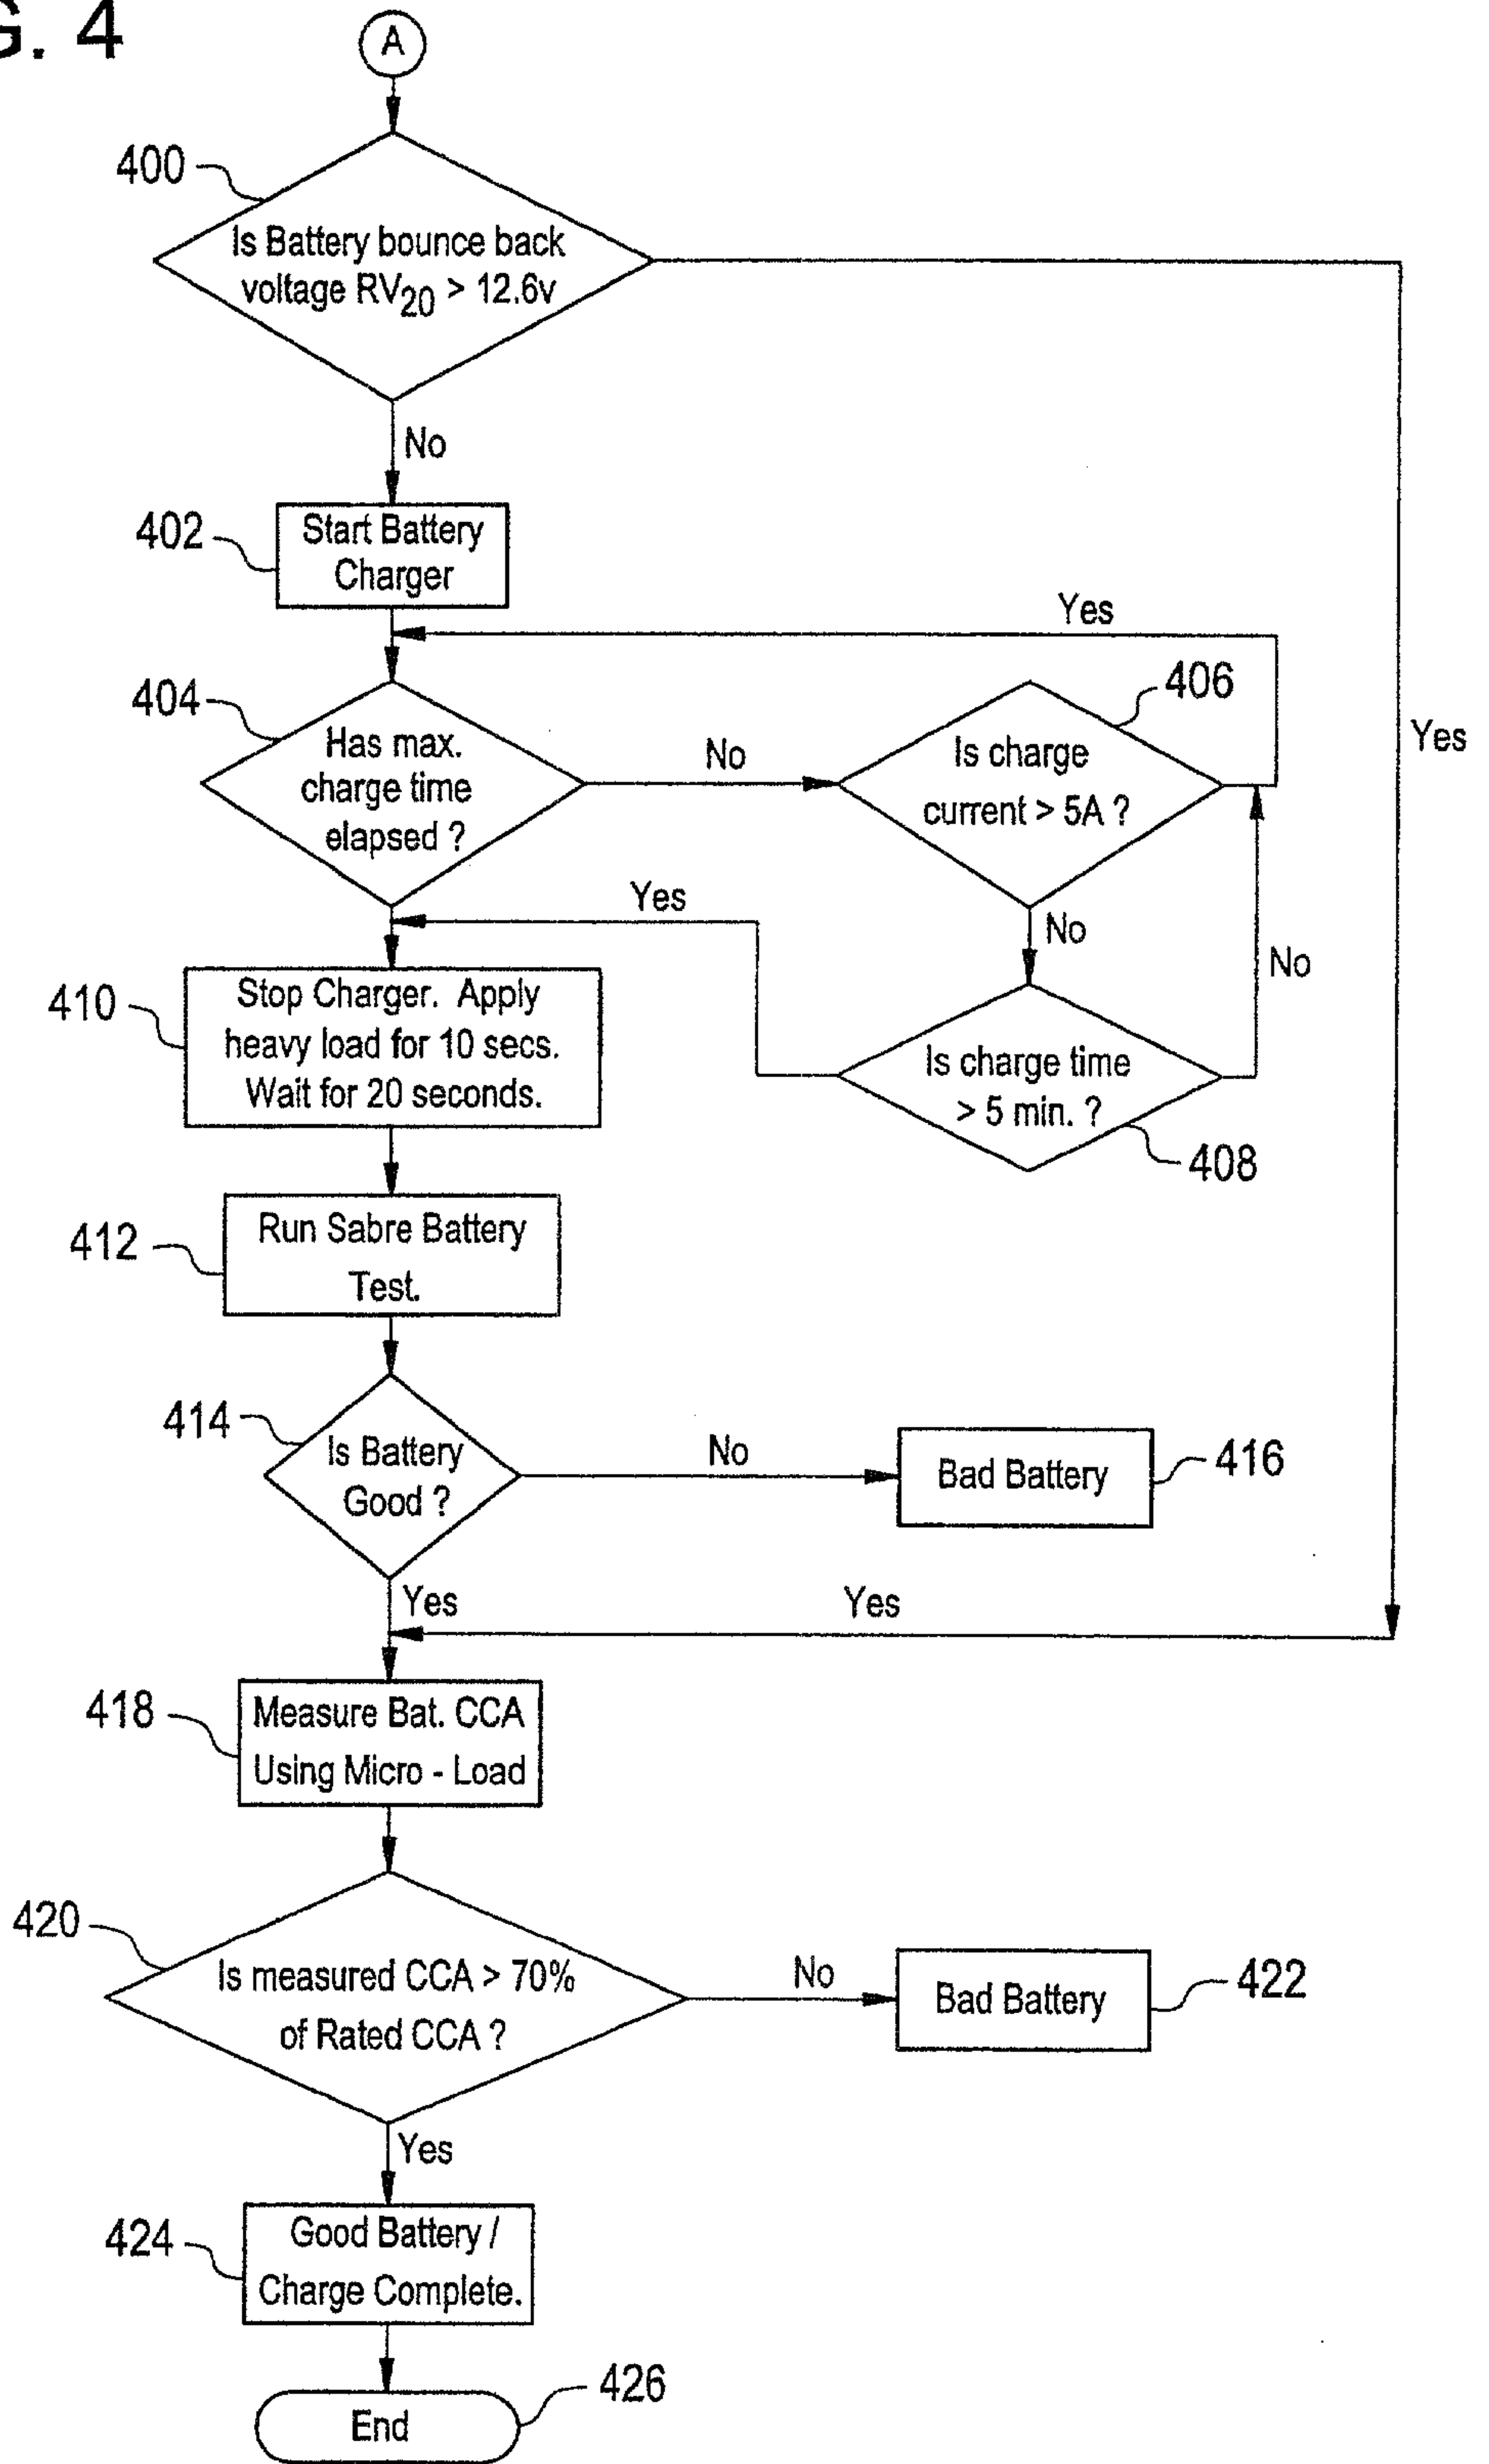 G. 4
A
400
Is Battery bounce back
voltage RV20 > 12.6v
No
402
Start Battery
Charger
Yes
404
Has max.
charge time
elapsed ?
No
406
Is charge
current > 5A ?
Yes
Yes
No
No
410
Stop Charger. Apply
heavy load for 10 secs.
Wait for 20 seconds.
Is charge time
> 5 min. ?
408
412
Run Sabre Battery
Test.
414
Is Battery
Good ?
No
Bad Battery
416
Yes
Yes
418
Measure Bat. CCA
Using Micro - Load
420
Is measured CCA > 70%
of Rated CCA ?
No
Bad Battery
422
Yes
424
Good Battery /
Charge Complete.
426
End